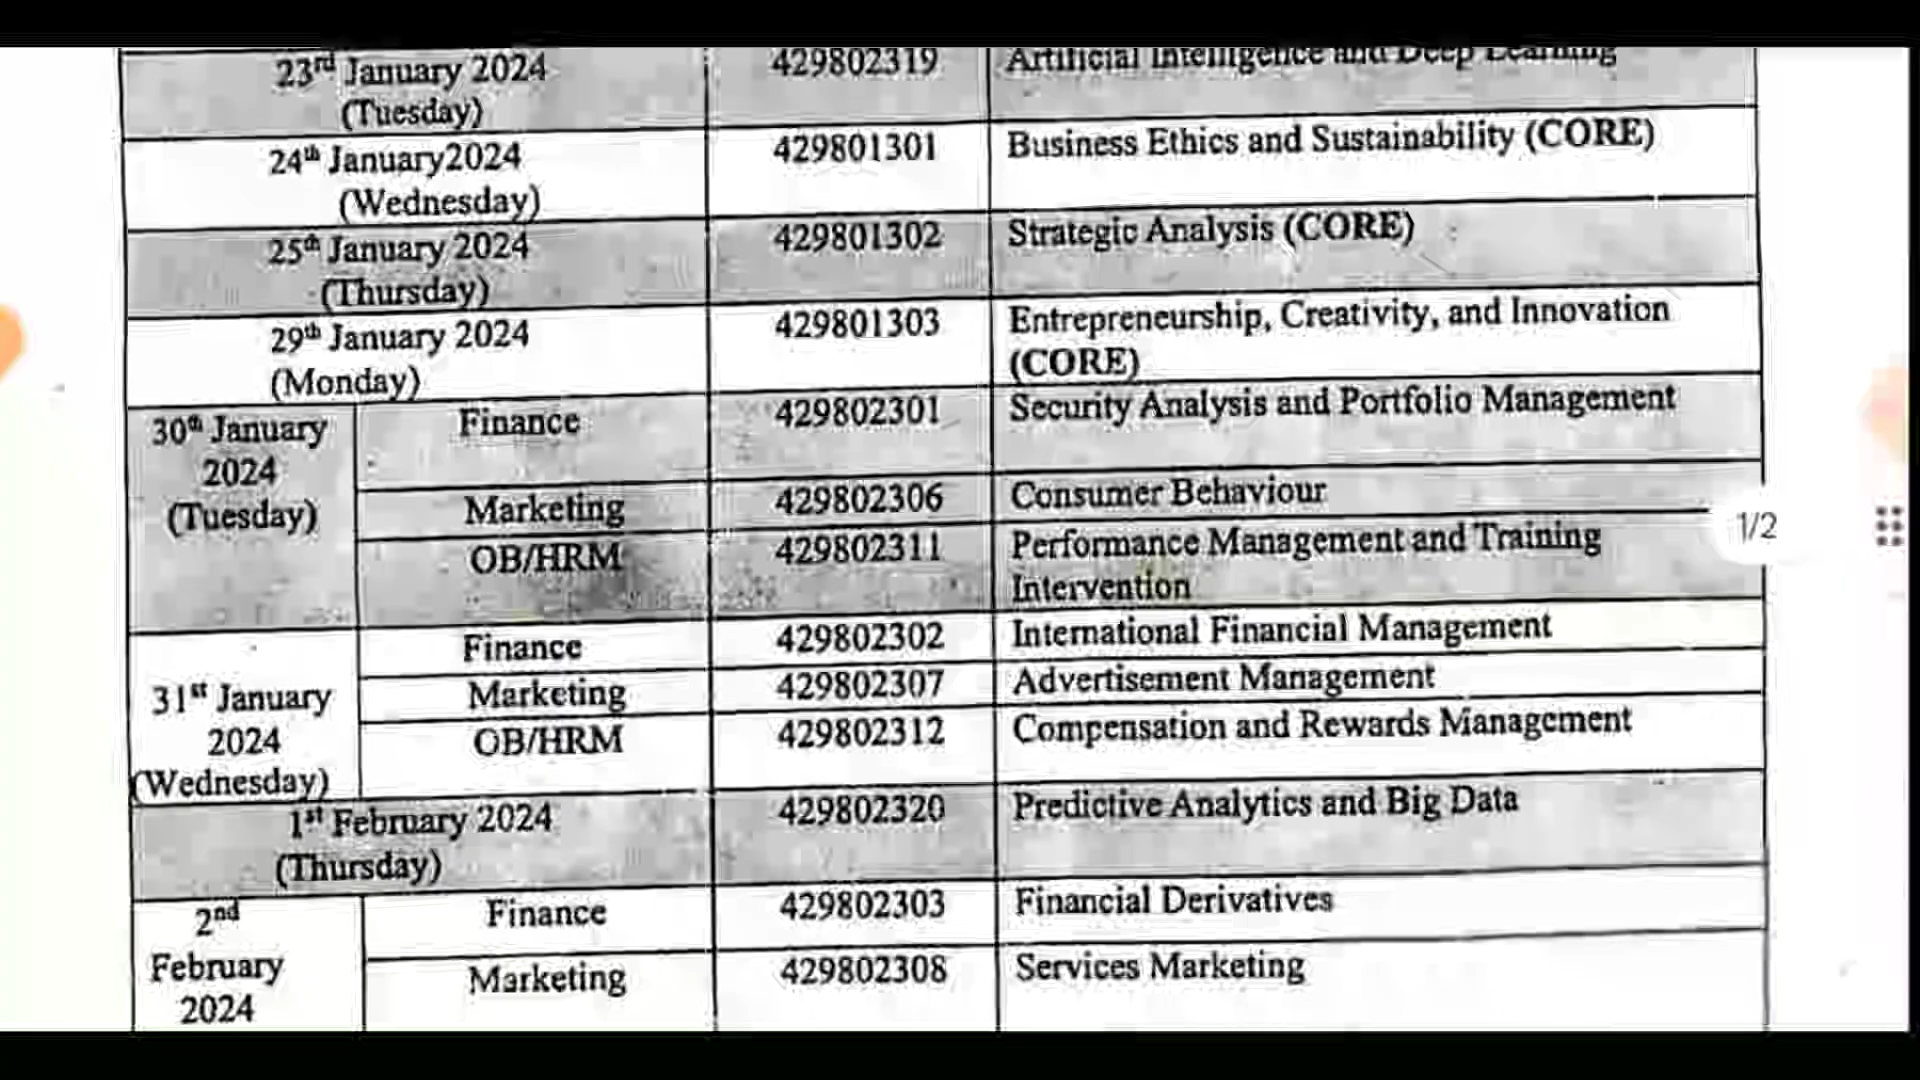 23rd January 2024 429802319 Artificial Intelligence and Deep Learning
(Tuesday)
24th January2024 429801301 Business Ethics and Sustainability (CORE)
(Wednesday)
25th January 2024 429801302 Strategic Analysis (CORE)
(Thursday)
29th January 2024 429801303 Entrepreneurship, Creativity, and Innovation
(Monday) (CORE)
30th January Finance 429802301 Security Analysis and Portfolio Management
2024
(Tuesday) Marketing 429802306 Consumer Behaviour
1/2
OB/HRM 429802311 Performance Management and Training
Intervention
Finance 429802302 International Financial Management
31st January Marketing 429802307 Advertisement Management
2024 OB/HRM 429802312 Compensation and Rewards Management
(Wednesday)
1st February 2024 429802320 Predictive Analytics and Big Data
(Thursday)
2nd Finance 429802303 Financial Derivatives
February Marketing 429802308 Services Marketing
2024